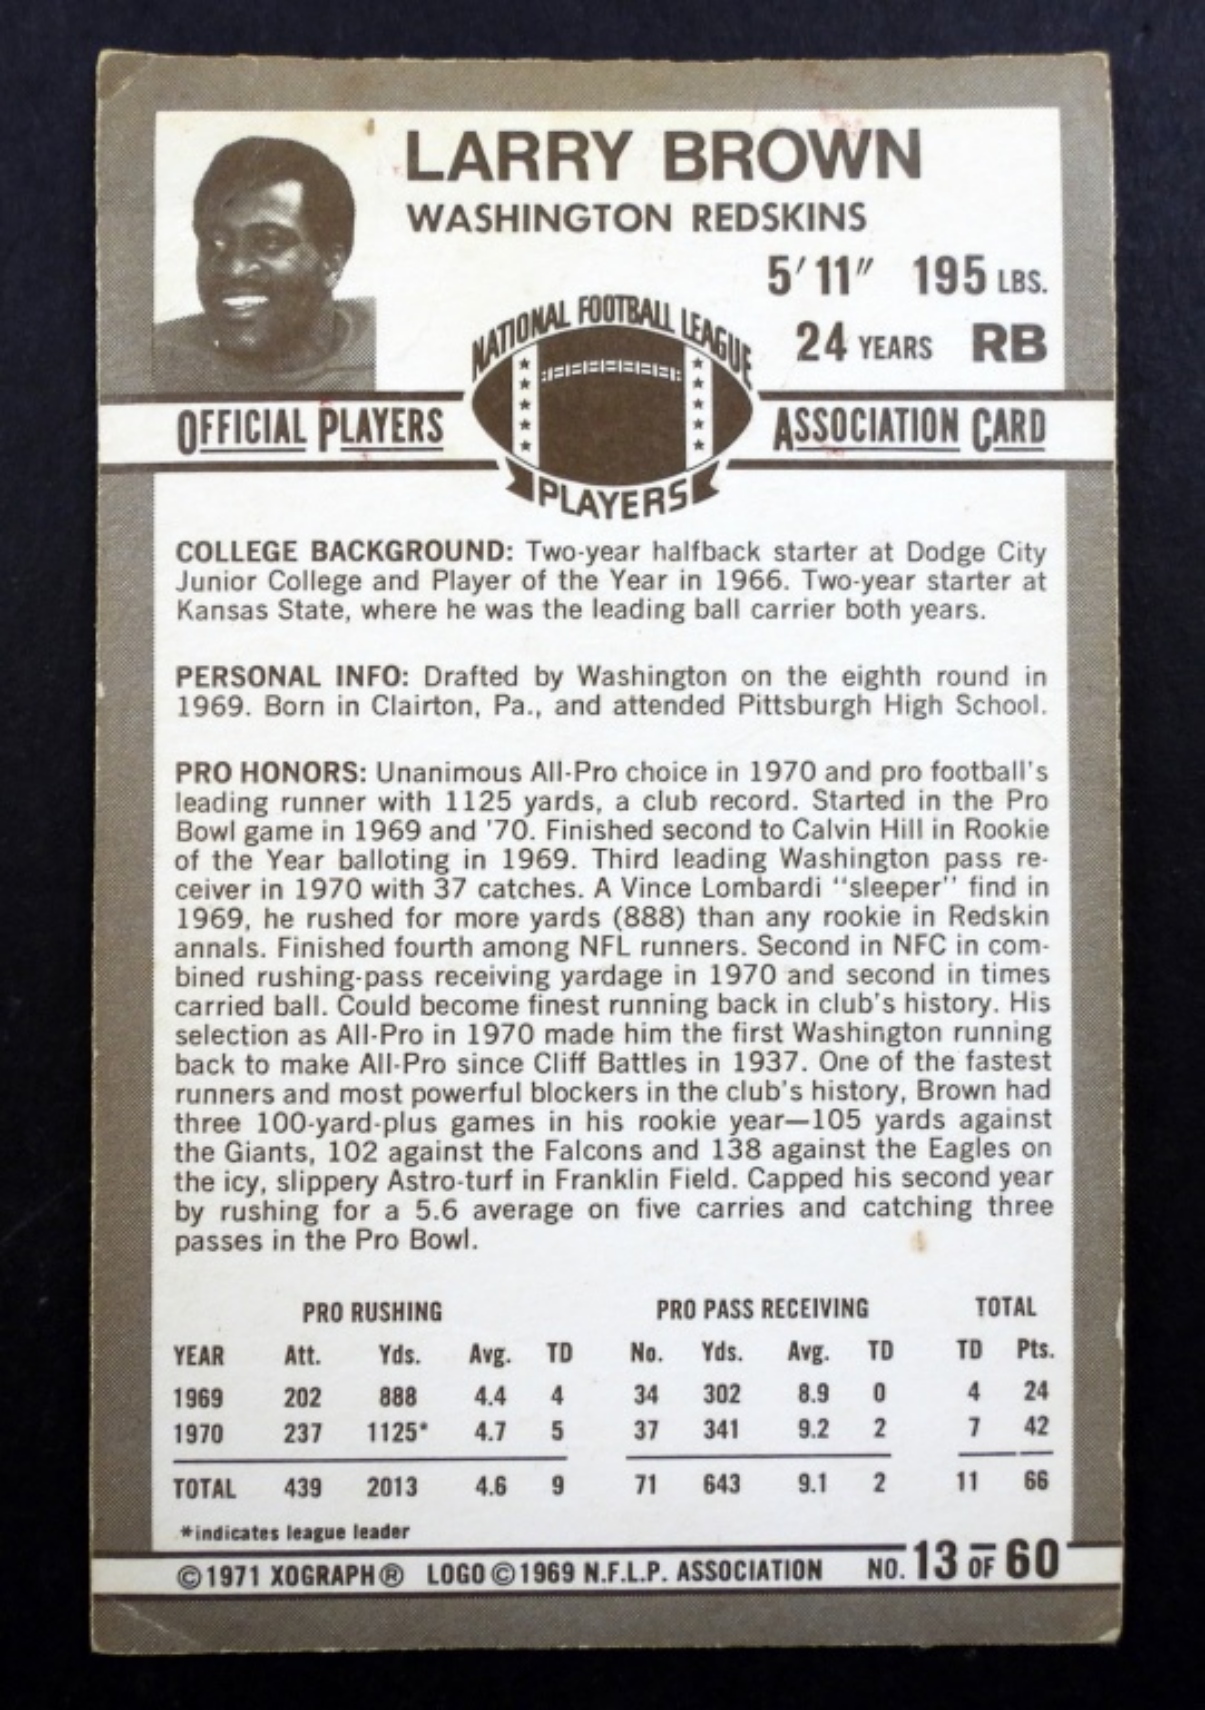 LARRY BROWN
WASHINGTON REDSKINS
5'11" 195 LBS.
24 YEARS RB
NATIONAL FOOTBALL LEAGUE
OFFICIAL PLAYERS
ASSOCIATION CARD
PLAYERS
COLLEGE BACKGROUND: Two-year halfback starter at Dodge City
Junior College and Player of the Year in 1966. Two-year starter at
Kansas State, where he was the leading ball carrier both years.
PERSONAL INFO: Drafted by Washington on the eighth round in
1969. Born in Clairton, Pa., and attended Pittsburgh High School.
PRO HONORS: Unanimous All-Pro choice in 1970 and pro football's
leading runner with 1125 yards, a club record. Started in the Pro
Bowl game in 1969 and '70. Finished second to Calvin Hill in Rookie
of the Year balloting in 1969. Third leading Washington pass re-
ceiver in 1970 with 37 catches. A Vince Lombardi "sleeper" find in
1969, he rushed for more yards (888) than any rookie in Redskin
annals. Finished fourth among NFL runners. Second in NFC in com-
bined rushing-pass receiving yardage in 1970 and second in times
carried ball. Could become finest running back in club's history. His
selection as All-Pro in 1970 made him the first Washington running
back to make All-Pro since Cliff Battles in 1937. One of the fastest
runners and most powerful blockers in the club's history, Brown had
three 100-yard-plus games in his rookie year—105 yards against
the Giants, 102 against the Falcons and 138 against the Eagles on
the icy, slippery Astro-turf in Franklin Field. Capped his second year
by rushing for a 5.6 average on five carries and catching three
passes in the Pro Bowl.
PRO RUSHING PRO PASS RECEIVING TOTAL
YEAR Att. Yds. Avg. TD No. Yds. Avg. TD TD Pts.
1969 202 888 4.4 4 34 302 8.9 0 4 24
1970 237 1125* 4.7 5 37 341 9.2 2 7 42
TOTAL 439 2013 4.6 9 71 643 9.1 2 11 66
*indicates league leader
©1971 XOGRAPH® LOGO ©1969 N.F.L.P. ASSOCIATION NO. 13 OF 60